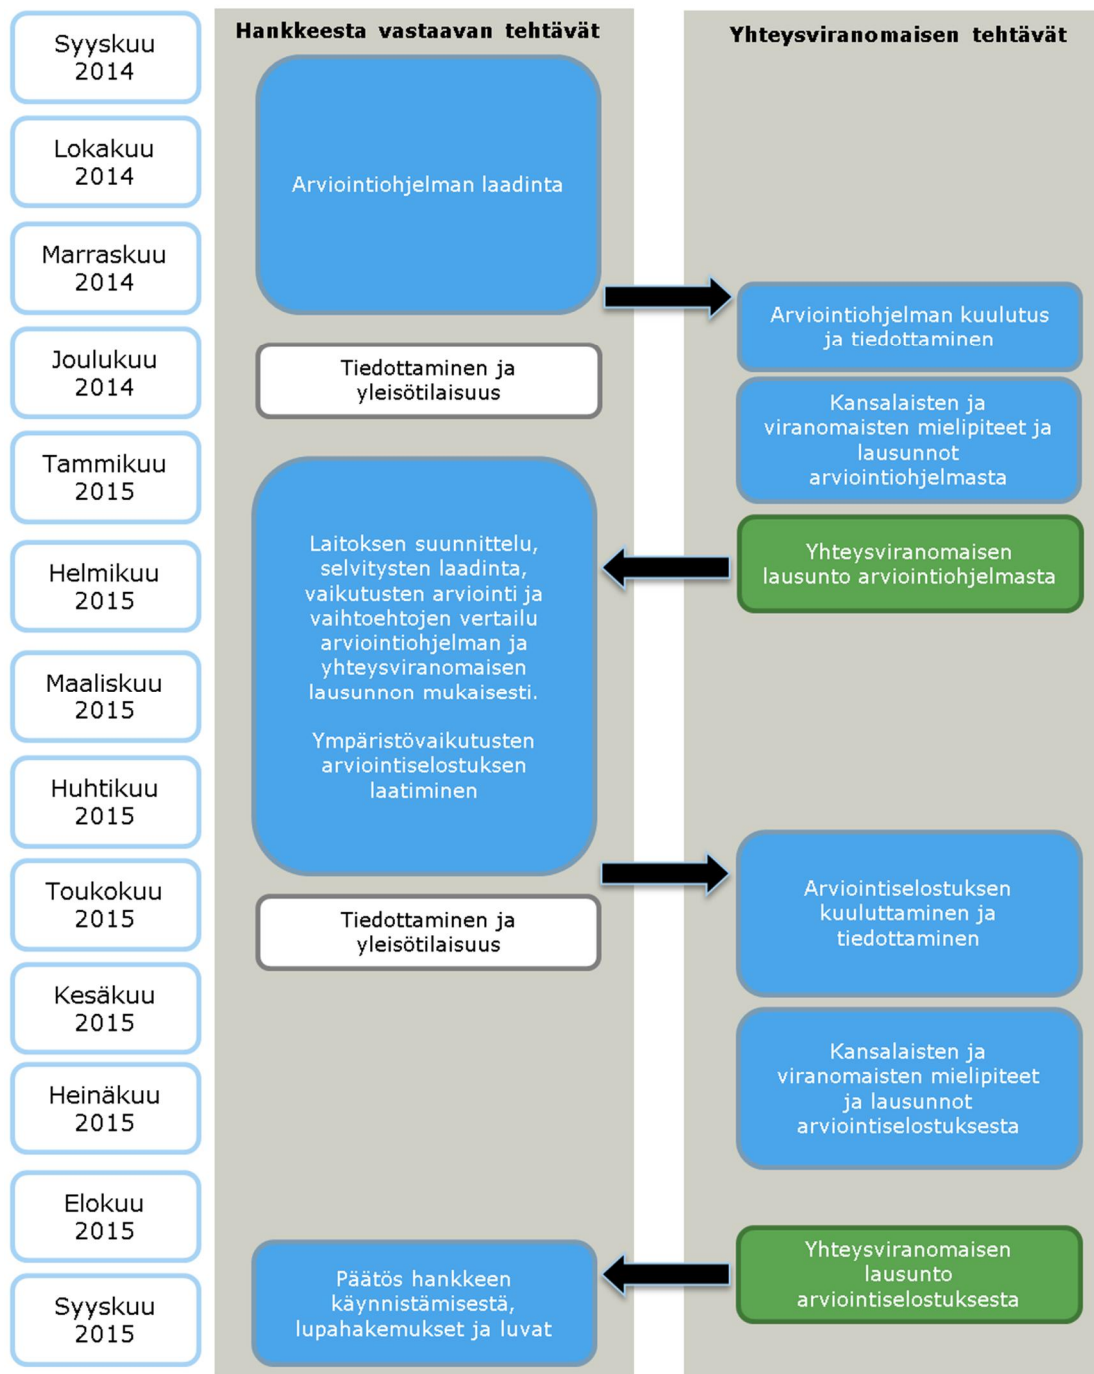 Syyskuu
2014
Lokakuu
2014
Marraskuu
2014
Joulukuu
2014
Tammikuu
2015
Helmikuu
2015
Maaliskuu
2015
Huhtikuu
2015
Toukokuu
2015
Kesäkuu
2015
Heinäkuu
2015
Elokuu
2015
Syyskuu
2015
Hankkeesta vastaavan tehtävät
Arviointiohjelman laadinta
Tiedottaminen ja
yleisötilaisuus
Laitoksen suunnittelu,
selvitysten laadinta,
vaikutusten arviointi ja
vaihtoehtojen vertailu
arviointiohjelman ja
yhteysviranomaisen
lausunnon mukaisesti.
Ympäristövaikutusten
arviointiselostuksen
laatiminen
Tiedottaminen ja
yleisötilaisuus
Päätös hankkeen
käynnistämisestä,
lupahakemukset ja luvat
Yhteysviranomaisen tehtävät
Arviointiohjelman kuulutus
ja tiedottaminen
Kansalaisten ja
viranomaisten mielipiteet ja
lausunnot
arviointiohjelmasta
Yhteysviranomaisen
lausunto arviointiohjelmasta
Arviointiselostuksen
kuuluttaminen ja
tiedottaminen
Kansalaisten ja
viranomaisten mielipiteet
ja lausunnot
arviointiselostuksesta
Yhteysviranomaisen
lausunto
arviointiselostuksesta